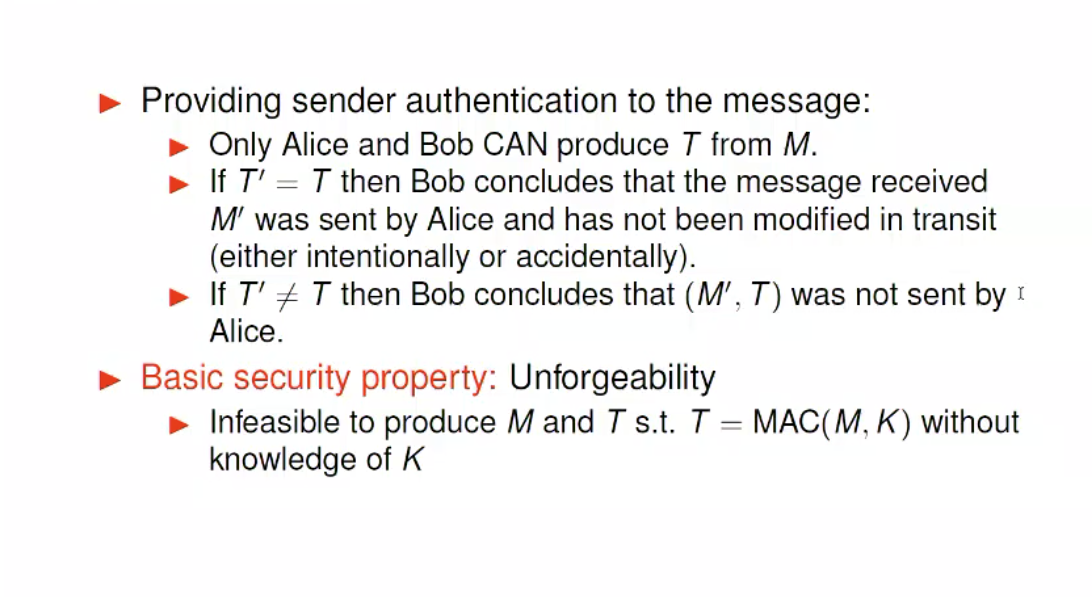 Providing sender authentication to the message:
Only Alice and Bob CAN produce T from M.
If T′ = T then Bob concludes that the message received
M′ was sent by Alice and has not been modified in transit
(either intentionally or accidentally).
If T′ ≠ T then Bob concludes that (M′, T) was not sent by
Alice.
Basic security property: Unforgeability
Infeasible to produce M and T s.t. T = MAC(M, K) without
knowledge of K